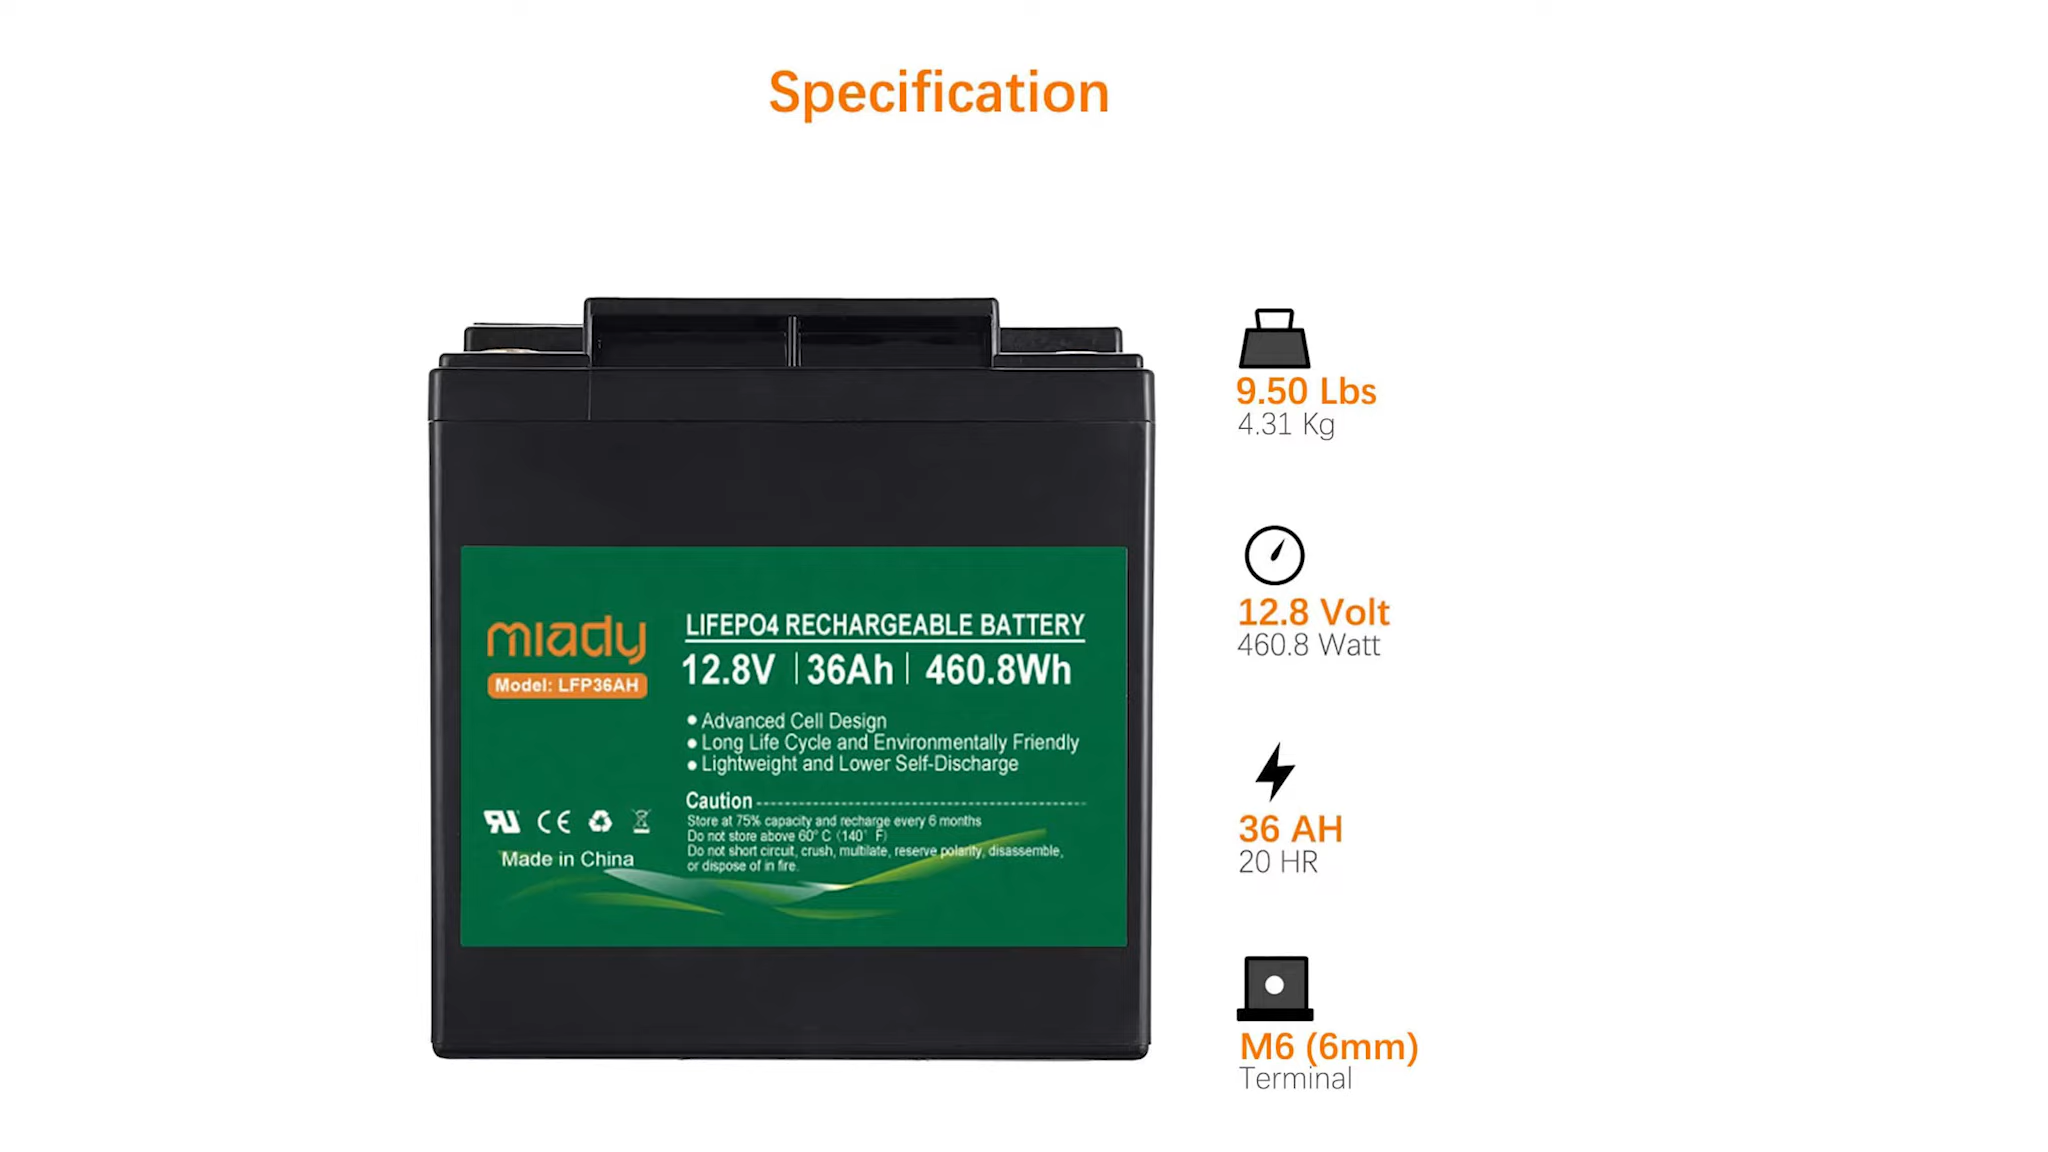 Specification
9.50 Lbs
4.31 Kg
12.8 Volt
460.8 Watt
36 AH
20 HR
M6 (6mm)
Terminal
miady
Model: LFP36AH
LIFEPO4 RECHARGEABLE BATTERY
12.8V | 36Ah | 460.8Wh
● Advanced Cell Design
● Long Life Cycle and Environmentally Friendly
● Lightweight and Lower Self-Discharge
Caution
Store at 75% capacity and recharge every 6 months
Do not store above 60° C (140° F)
Do not short circuit, crush, multilate, reserve polarity, disassemble,
or dispose of in fire.
CE
Made in China